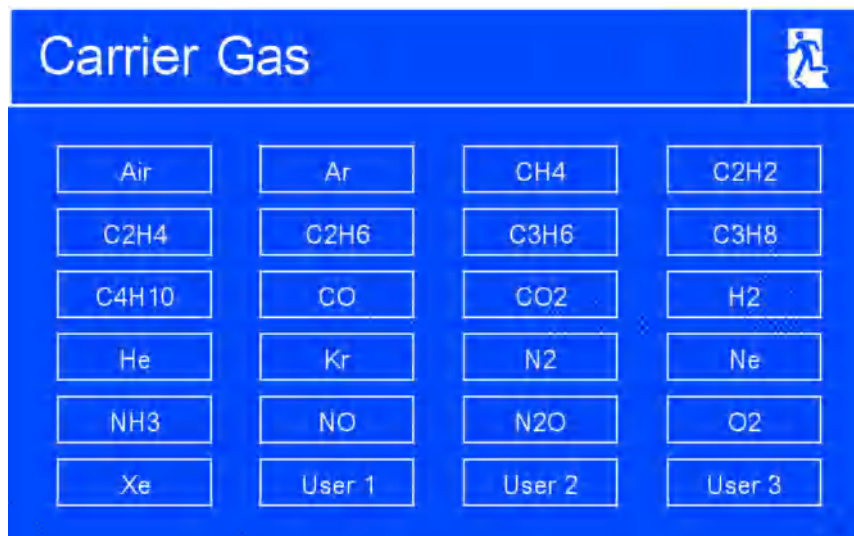 Carrier Gas
Air Ar CH4 C2H2
C2H4 C2H6 C3H6 C3H8
C4H10 CO CO2 H2
He Kr N2 Ne
NH3 NO N2O O2
Xe User 1 User 2 User 3